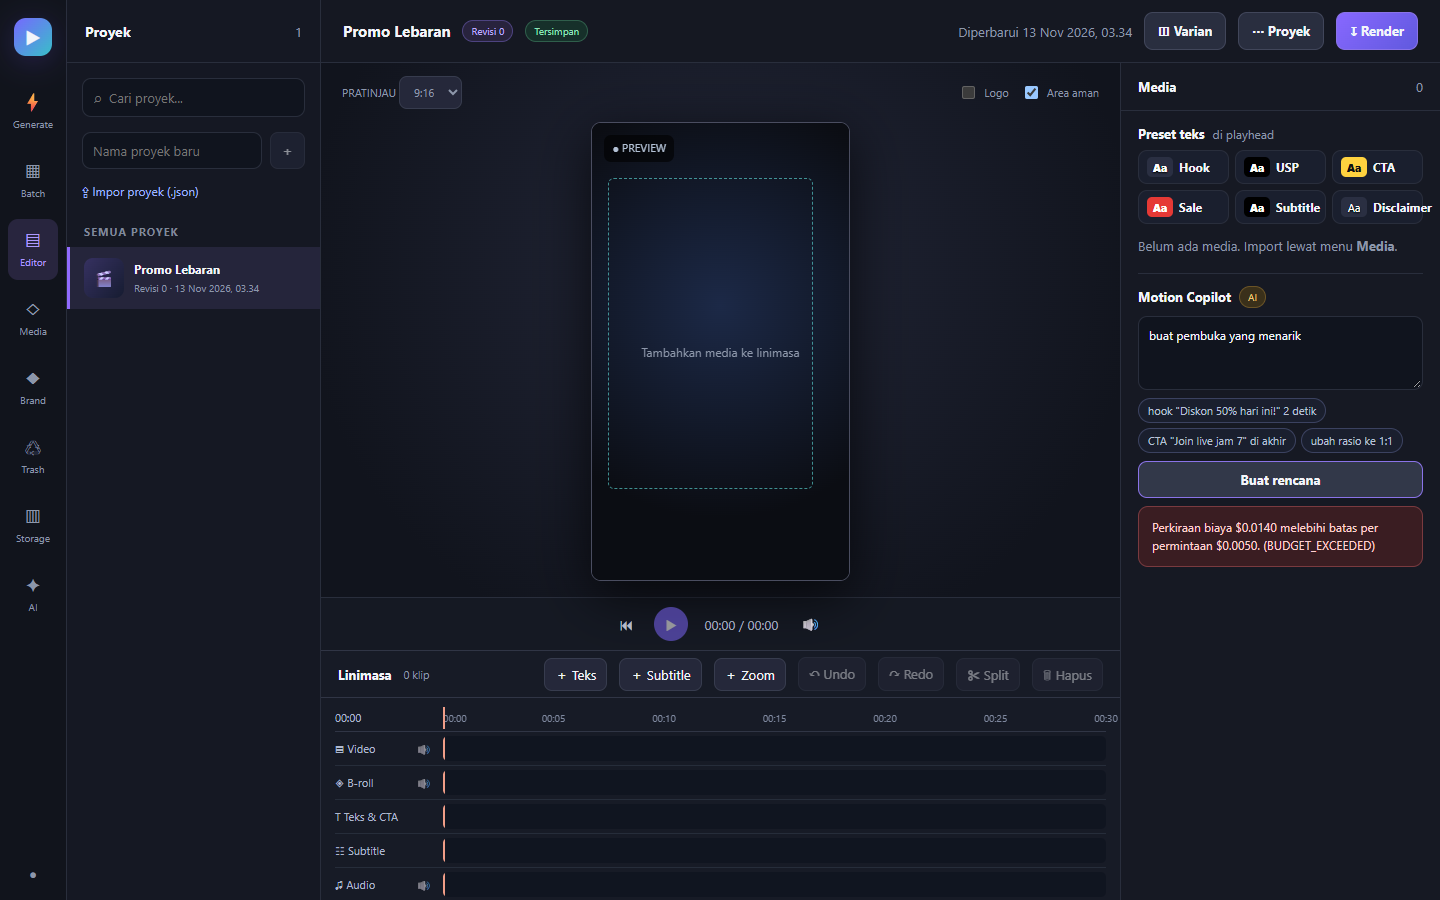 Generate
Batch
Editor
Media
Brand
Trash
Storage
AI
Proyek
1
Cari proyek...
Nama proyek baru
+
Impor proyek (.json)
SEMUA PROYEK
Promo Lebaran
Revisi 0 · 13 Nov 2026, 03.34
Promo Lebaran
Revisi 0
Tersimpan
Diperbarui 13 Nov 2026, 03.34
Varian
Proyek
Render
PRATINJAU
9:16
Logo
Area aman
PREVIEW
Tambahkan media ke linimasa
00:00 / 00:00
Linimasa
0 klip
+ Teks
+ Subtitle
+ Zoom
Undo
Redo
Split
Hapus
00:00
00:00
00:05
00:10
00:15
00:20
00:25
00:30
Video
B-roll
T Teks & CTA
Subtitle
Audio
Media
0
Preset teks
di playhead
Aa Hook
Aa USP
Aa CTA
Aa Sale
Aa Subtitle
Aa Disclaimer
Belum ada media. Import lewat menu Media.
Motion Copilot
AI
buat pembuka yang menarik
hook "Diskon 50% hari ini!" 2 detik
CTA "Join live jam 7" di akhir
ubah rasio ke 1:1
Buat rencana
Perkiraan biaya $0.0140 melebihi batas per
permintaan $0.0050. (BUDGET_EXCEEDED)